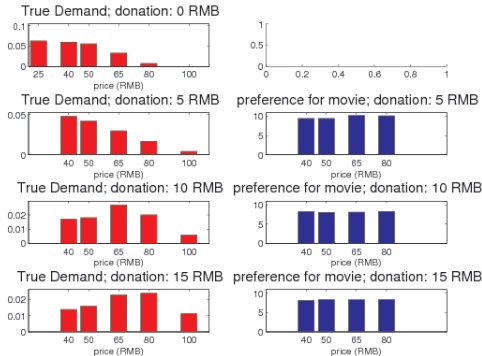 True Demand; donation: 0 RMB
0.1
0.05
0
25 40 50 65 80 100
price (RMB)
1
0.5
0
0 0.2 0.4 0.6 0.8 1
True Demand; donation: 5 RMB
0.05
0
40 50 65 80 100
price (RMB)
preference for movie; donation: 5 RMB
10
5
0
40 50 65 80
price (RMB)
True Demand; donation: 10 RMB
0.02
0.01
0
40 50 65 80 100
price (RMB)
preference for movie; donation: 10 RMB
10
5
0
40 50 65 80
price (RMB)
True Demand; donation: 15 RMB
0.02
0.01
0
40 50 65 80 100
price (RMB)
preference for movie; donation: 15 RMB
10
5
0
40 50 65 80
price (RMB)